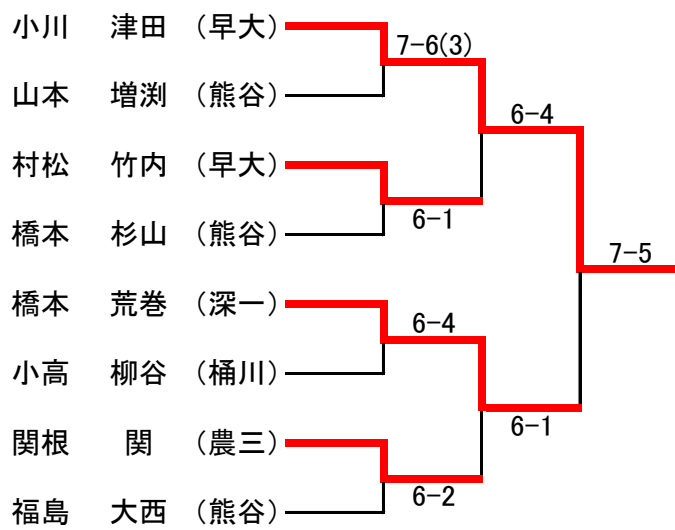 小川 津田 (早大)
7-6(3)
山本 増渕 (熊谷)
6-4
村松 竹内 (早大)
6-1
橋本 杉山 (熊谷)
7-5
橋本 荒巻 (深一)
6-4
小高 柳谷 (桶川)
6-1
関根 関 (農三)
6-2
福島 大西 (熊谷)